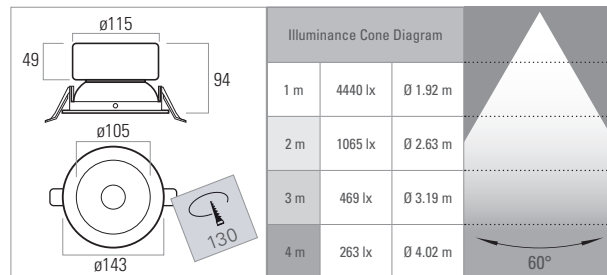 ø115
49
94
ø105
130
ø143
Illuminance Cone Diagram
1 m 4440 lx Ø 1.92 m
2 m 1065 lx Ø 2.63 m
3 m 469 lx Ø 3.19 m
4 m 263 lx Ø 4.02 m
60°